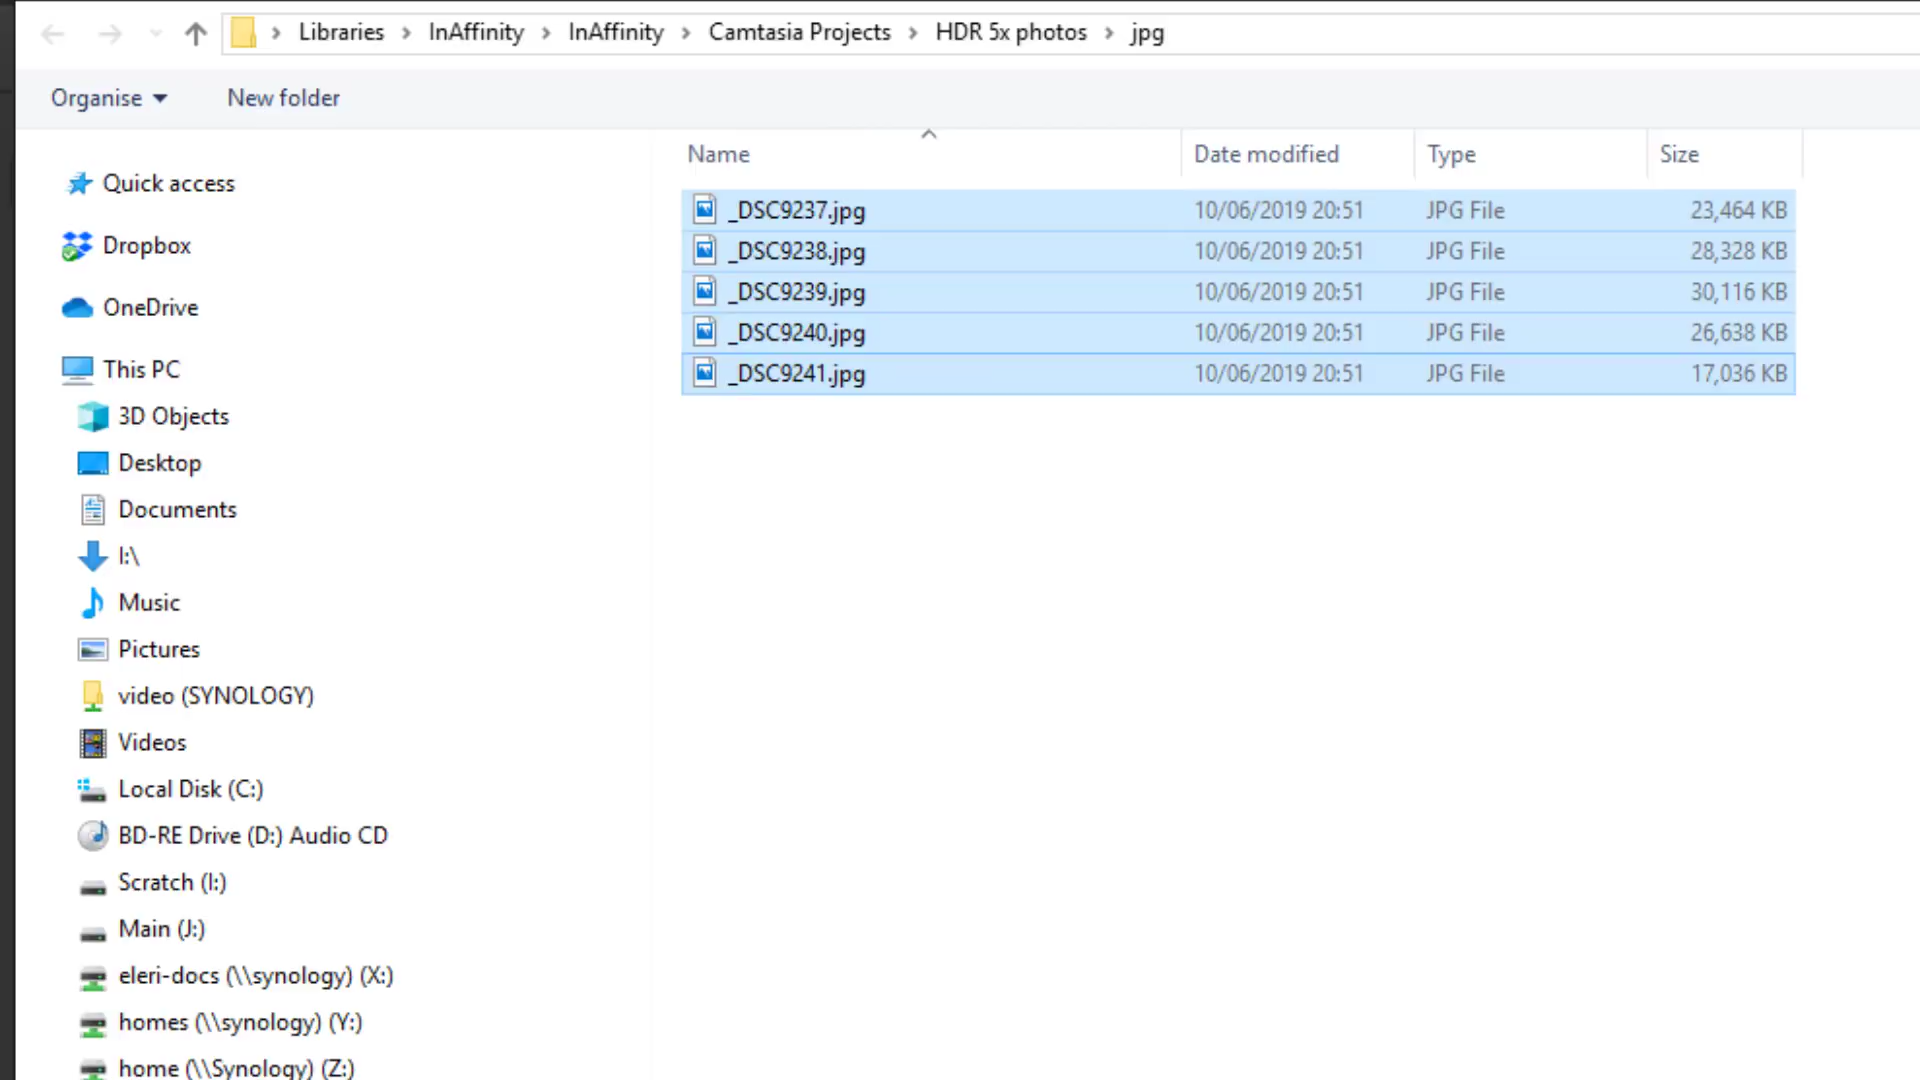 Libraries > InAffinity > InAffinity > Camtasia Projects > HDR 5x photos > jpg
Organise New folder
Name Date modified Type Size
_DSC9237.jpg 10/06/2019 20:51 JPG File 23,464 KB
_DSC9238.jpg 10/06/2019 20:51 JPG File 28,328 KB
_DSC9239.jpg 10/06/2019 20:51 JPG File 30,116 KB
_DSC9240.jpg 10/06/2019 20:51 JPG File 26,638 KB
_DSC9241.jpg 10/06/2019 20:51 JPG File 17,036 KB
Quick access
Dropbox
OneDrive
This PC
3D Objects
Desktop
Documents
I:\
Music
Pictures
video (SYNOLOGY)
Videos
Local Disk (C:)
BD-RE Drive (D:) Audio CD
Scratch (I:)
Main (J:)
eleri-docs (\\synology) (X:)
homes (\\synology) (Y:)
home (\\Synology) (Z:)